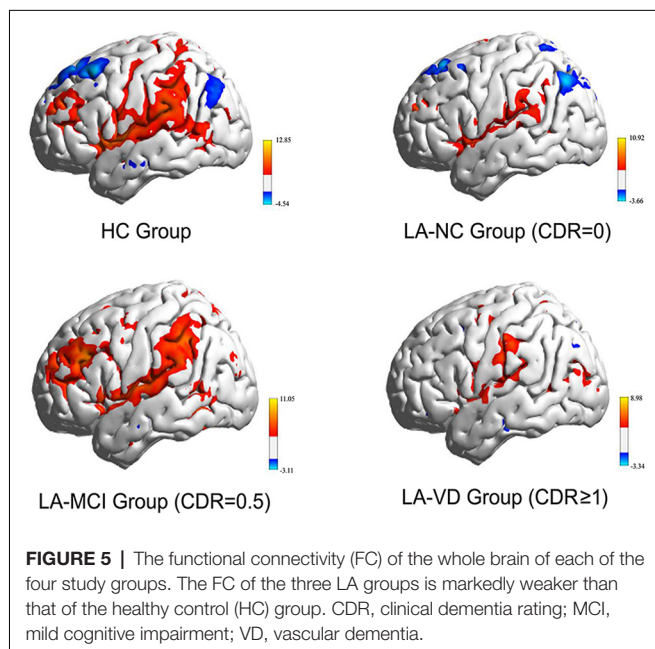 12.85
-4.54
HC Group
10.92
-3.66
LA-NC Group (CDR=0)
11.05
-3.11
LA-MCI Group (CDR=0.5)
8.98
-3.34
LA-VD Group (CDR≥1)
FIGURE 5 | The functional connectivity (FC) of the whole brain of each of the
four study groups. The FC of the three LA groups is markedly weaker than
that of the healthy control (HC) group. CDR, clinical dementia rating; MCI,
mild cognitive impairment; VD, vascular dementia.